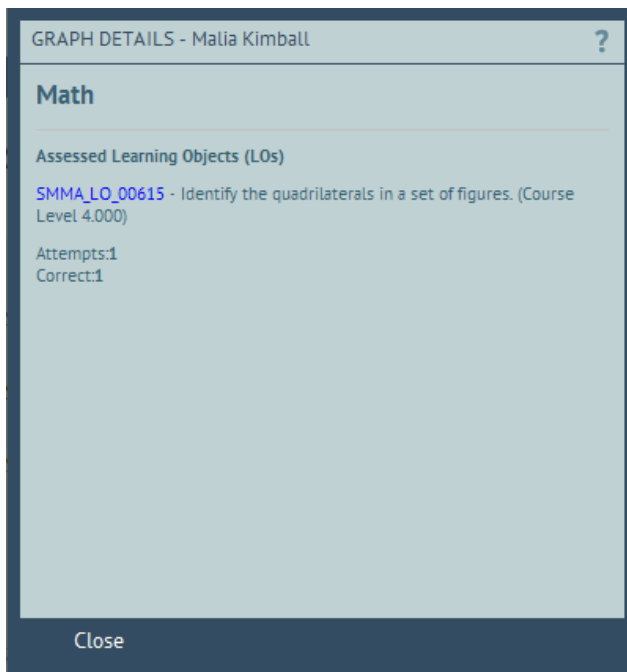 GRAPH DETAILS - Malia Kimball
?
Math
Assessed Learning Objects (LOs)
SMMA_LO_00615 - Identify the quadrilaterals in a set of figures. (Course
Level 4.000)
Attempts:1
Correct:1
Close